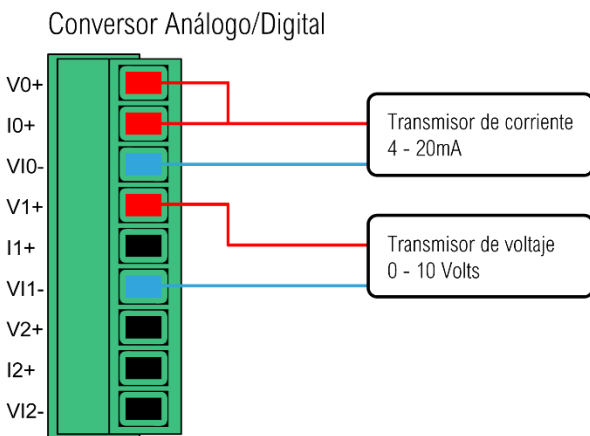 Conversor Análogo/Digital
V0+
I0+
VI0-
V1+
I1+
VI1-
V2+
I2+
VI2-
Transmisor de corriente
4 - 20mA
Transmisor de voltaje
0 - 10 Volts